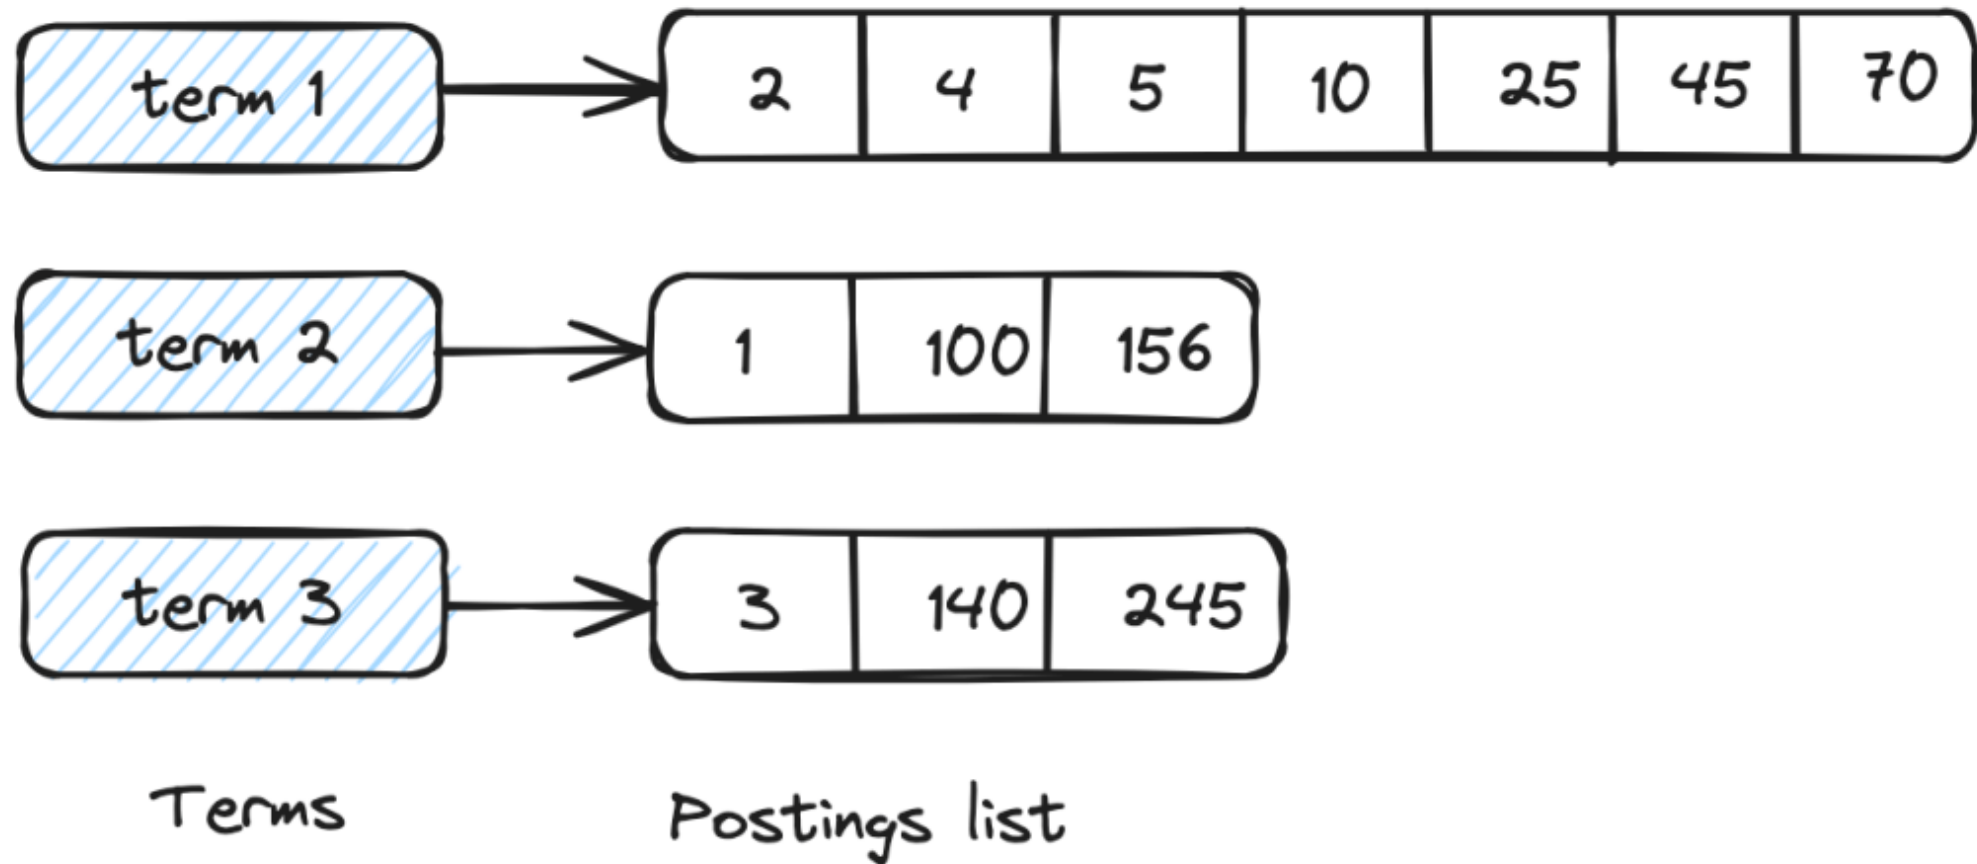 term 1 2 4 5 10 25 45 70
term 2 1 100 156
term 3 3 140 245
Terms Postings list